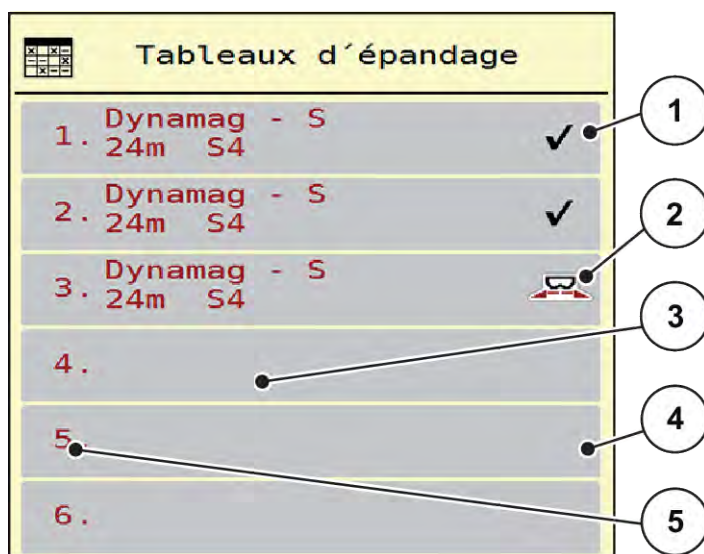 Tableaux d´épandage
1. Dynamag - S
24m S4
2. Dynamag - S
24m S4
3. Dynamag - S
24m S4
4.
5.
6.
1
2
3
4
5